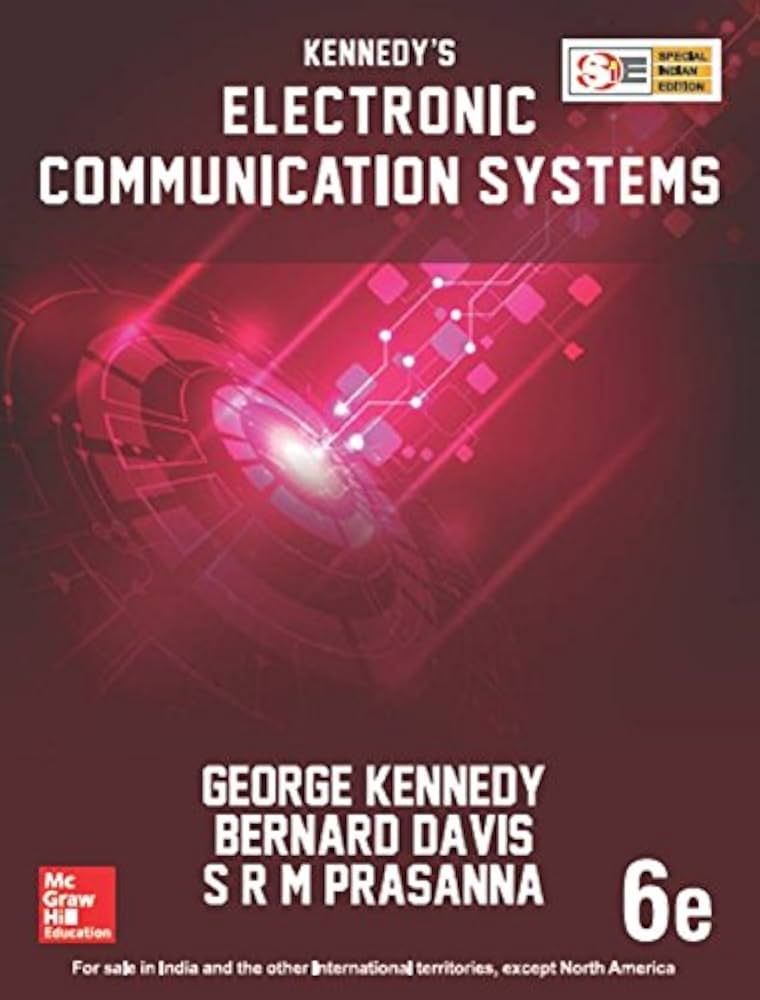 KENNEDY'S
SIE
SPECIAL
INDIAN
EDITION
ELECTRONIC
COMMUNICATION SYSTEMS
GEORGE KENNEDY
BERNARD DAVIS
S R M PRASANNA
Mc
Graw
Hill
Education
6e
For sale in India and the other International territories, except North America